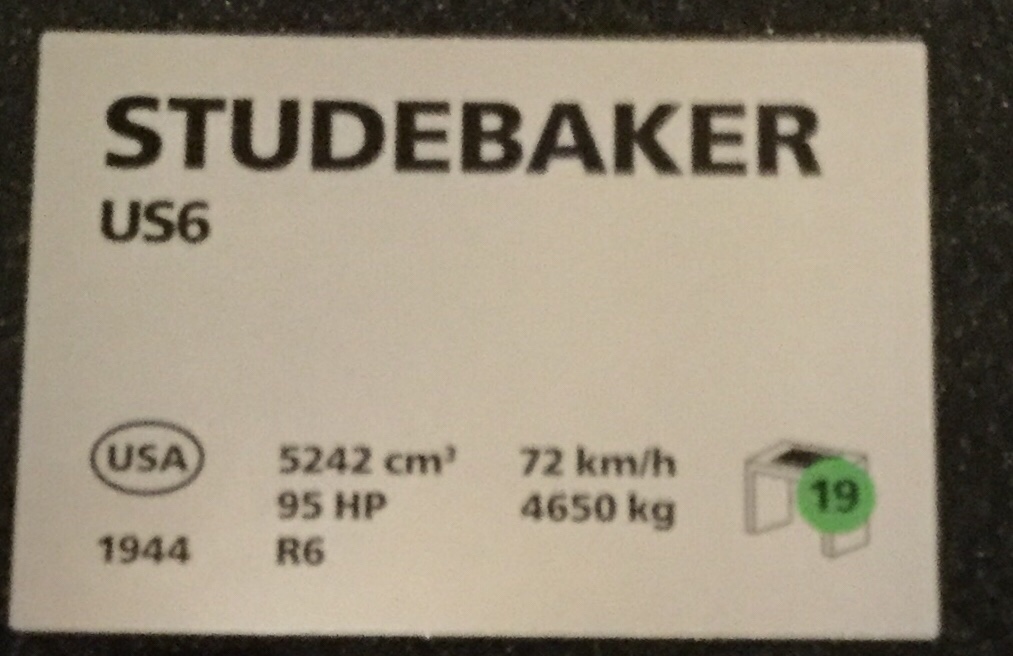 STUDEBAKER
US6
USA
1944
5242 cm³
95 HP
R6
72 km/h
4650 kg
19